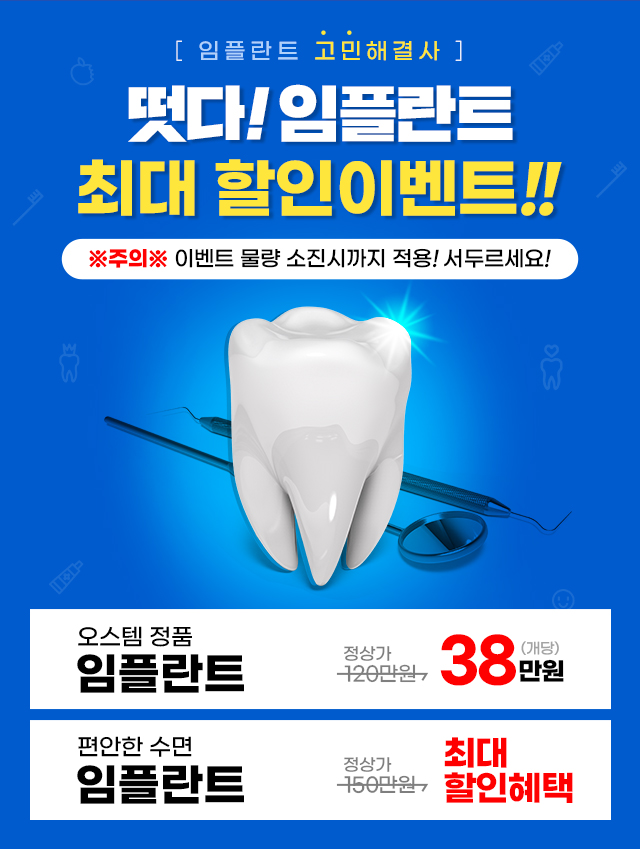 [ 임플란트 고민해결사 ]
떳다! 임플란트
최대 할인이벤트!!
※주의※ 이벤트 물량 소진시까지 적용! 서두르세요!
오스템 정품
임플란트
정상가
120만원
38만원
(개당)
편안한 수면
임플란트
정상가
150만원
최대
할인혜택